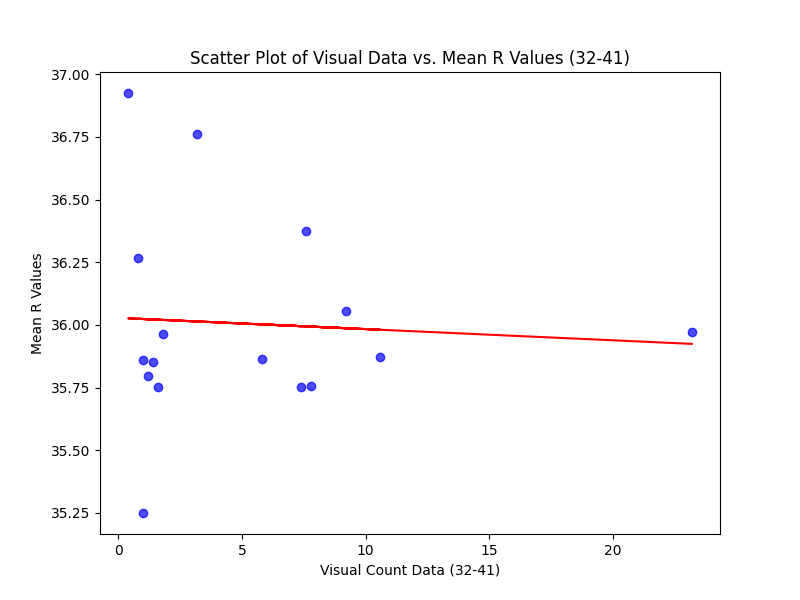 Scatter Plot of Visual Data vs. Mean R Values (32-41)
37.00
36.75
36.50
36.25
36.00
35.75
35.50
35.25
Mean R Values
0 5 10 15 20
Visual Count Data (32-41)